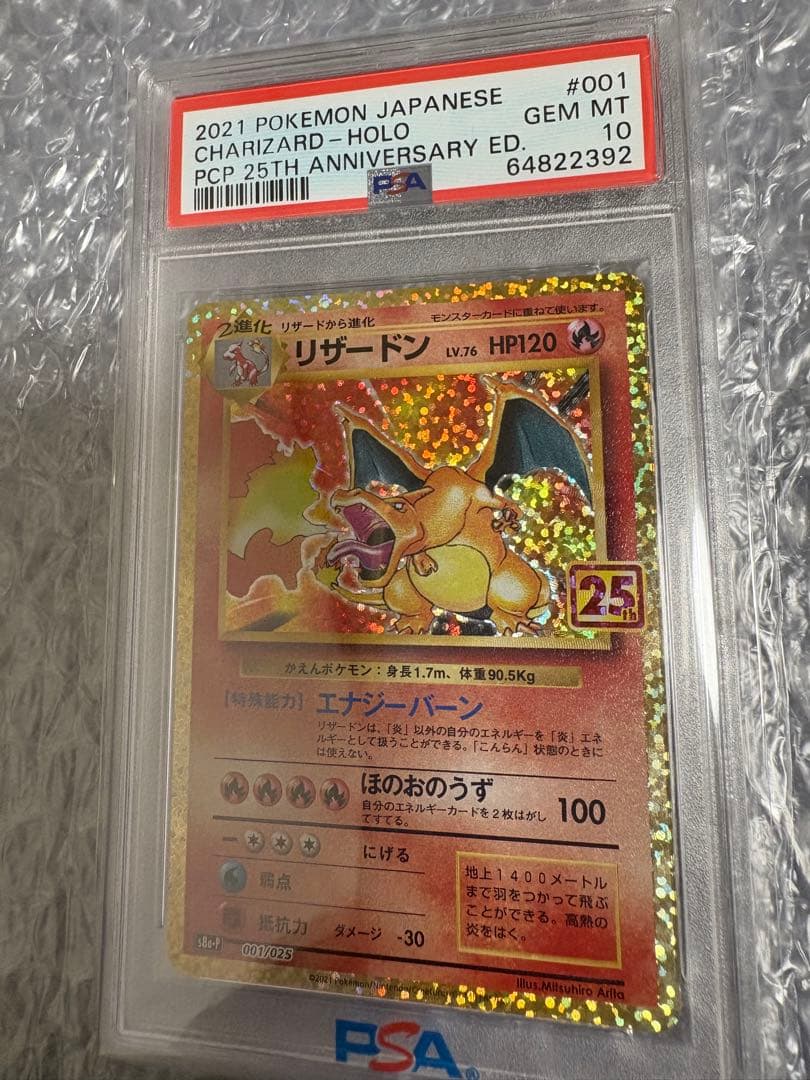 2021 POKEMON JAPANESE #001
CHARIZARD-HOLO GEM MT
PCP 25TH ANNIVERSARY ED. 10
64822392
PSA
2進化 リザードから進化 モンスターカードに重ねて使います。
リザードン LV.76 HP120
25th
かえんポケモン：身長1.7m、体重90.5Kg
［特殊能力］ エナジーバーン
リザードンは、「炎」以外の自分のエネルギーを「炎」エネ
ルギーとして扱うことができる。「こんらん」状態のときに
は使えない。
ほのおのうず 100
自分のエネルギーカードを２枚はがし
てすてる。
にげる
弱点
抵抗力 ダメージ -30
地上１４００メートル
まで羽をつかって飛ぶ
ことができる。高熱の
炎をはく。
s8a-P 001/025
©2021 Pokémon/Nintendo/Creatures
Illus.Mitsuhiro Arita
PSA®